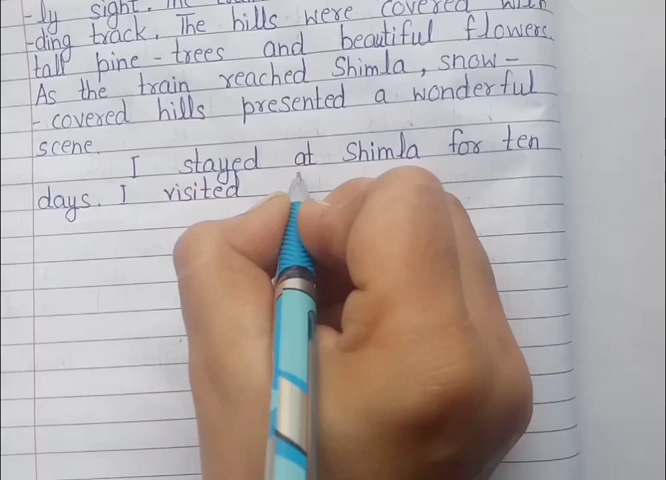 -ly sight. The
-ding track. The hills were covered with
tall pine-trees and beautiful flowers.
As the train reached Shimla, snow-
-covered hills presented a wonderful
scene.
I stayed at Shimla for ten
days. I visited